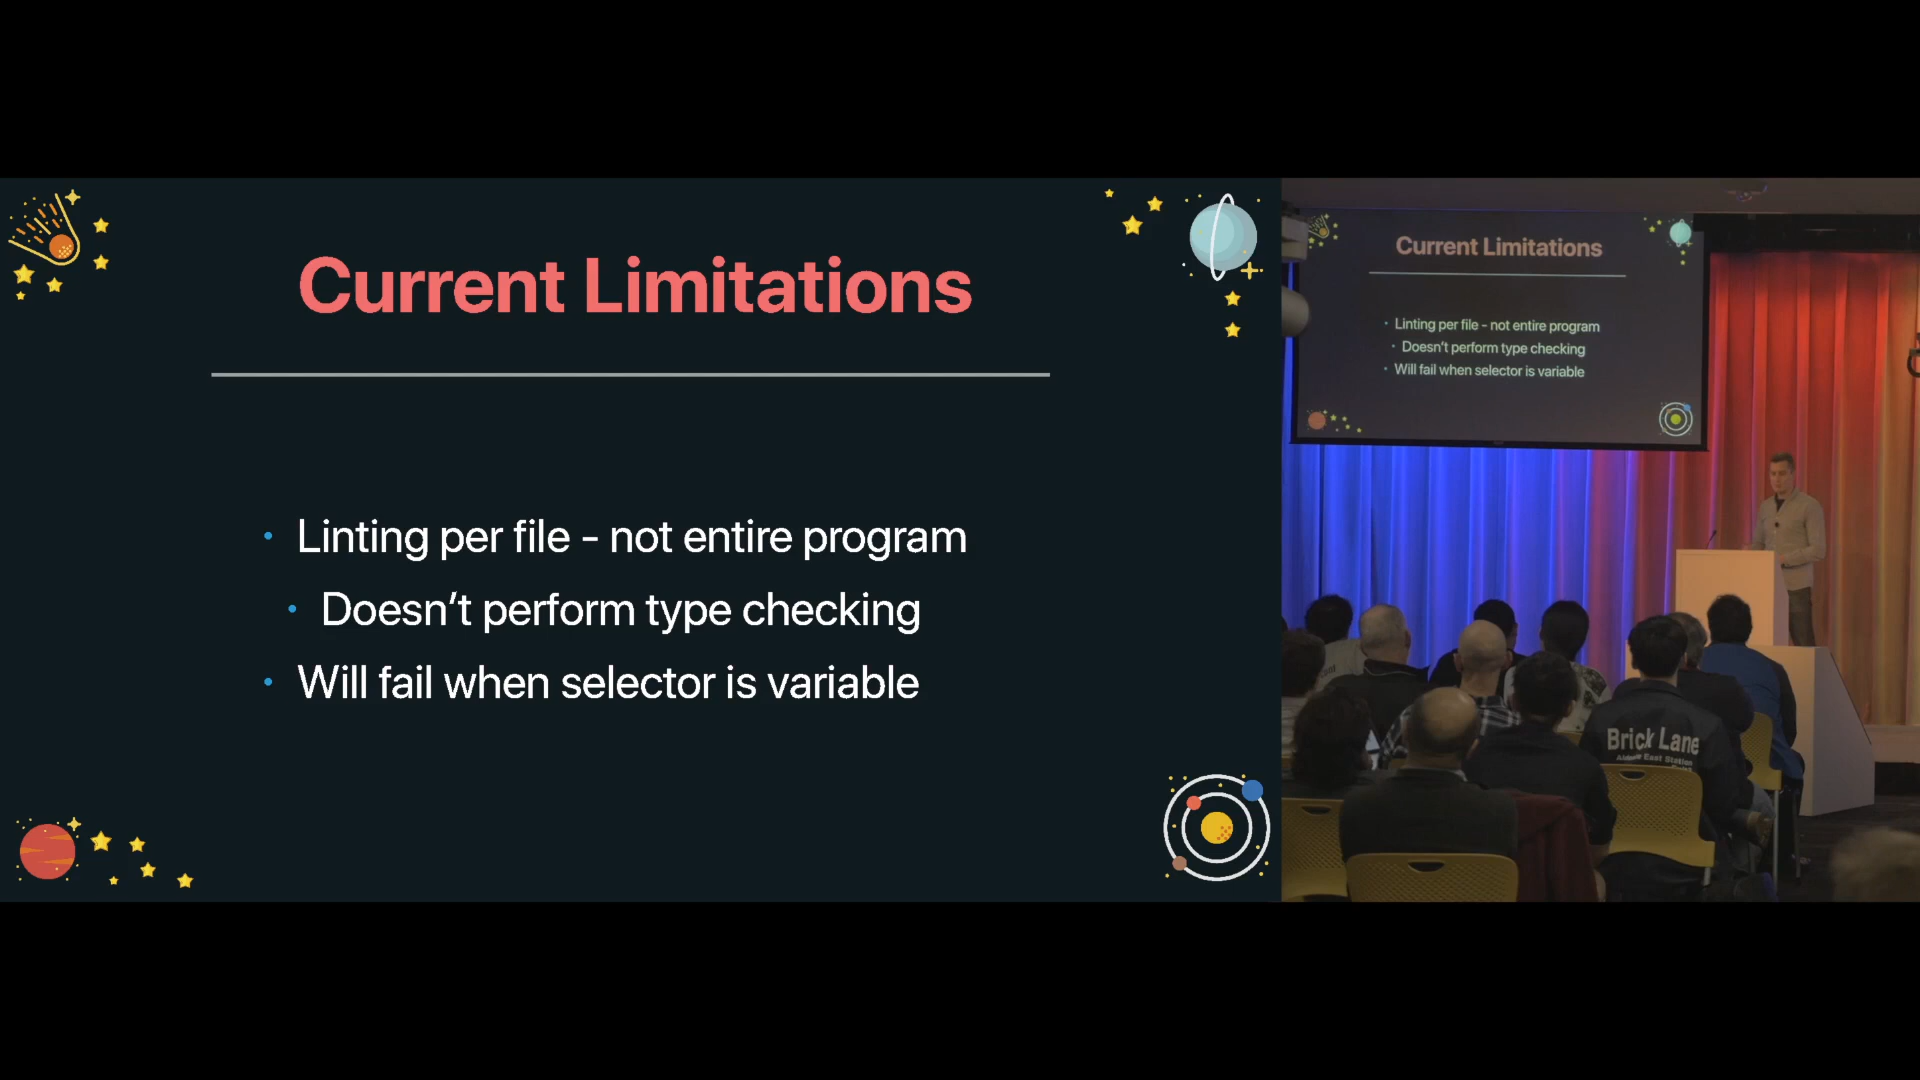 Current Limitations
Linting per file - not entire program
Doesn't perform type checking
Will fail when selector is variable
Current Limitations
Linting per file - not entire program
Doesn't perform type checking
Will fail when selector is variable
Brick Lane
East Station